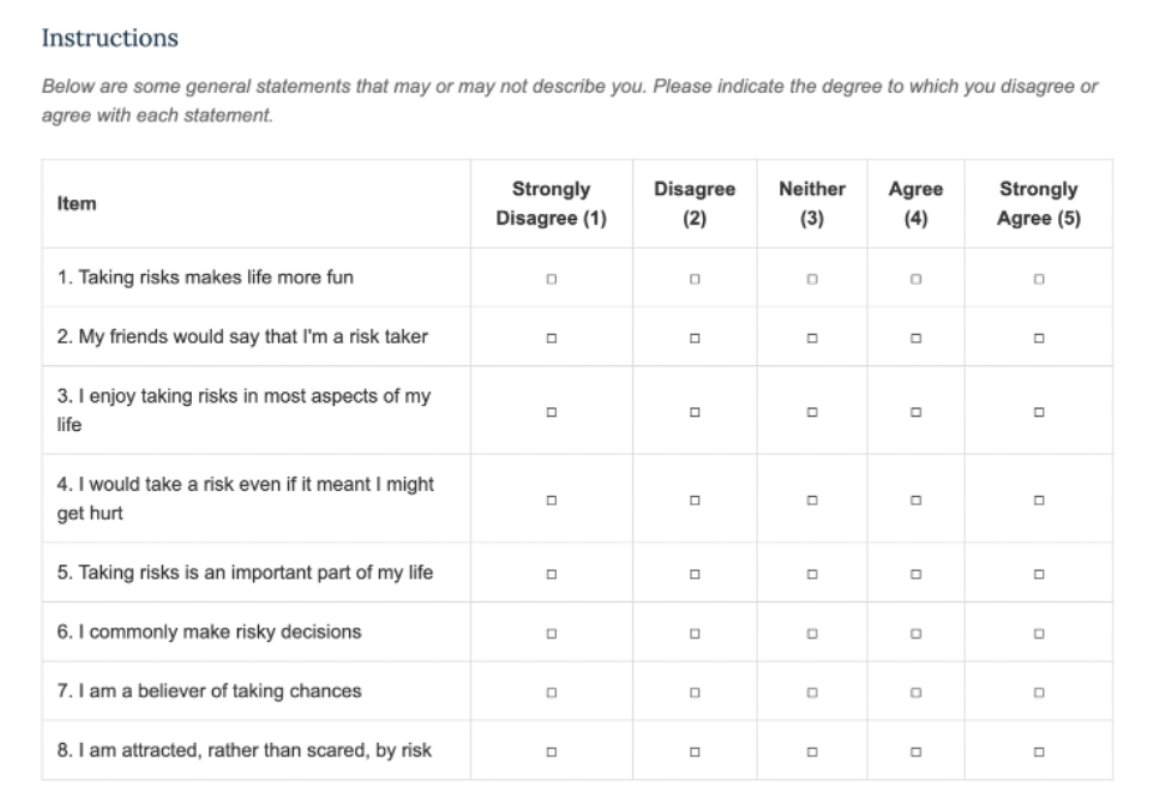 Instructions
Below are some general statements that may or may not describe you. Please indicate the degree to which you disagree or
agree with each statement.
Item
Strongly
Disagree (1)
Disagree
(2)
Neither
(3)
Agree
(4)
Strongly
Agree (5)
1. Taking risks makes life more fun
2. My friends would say that I'm a risk taker
3. I enjoy taking risks in most aspects of my
life
4. I would take a risk even if it meant I might
get hurt
5. Taking risks is an important part of my life
6. I commonly make risky decisions
7. I am a believer of taking chances
8. I am attracted, rather than scared, by risk